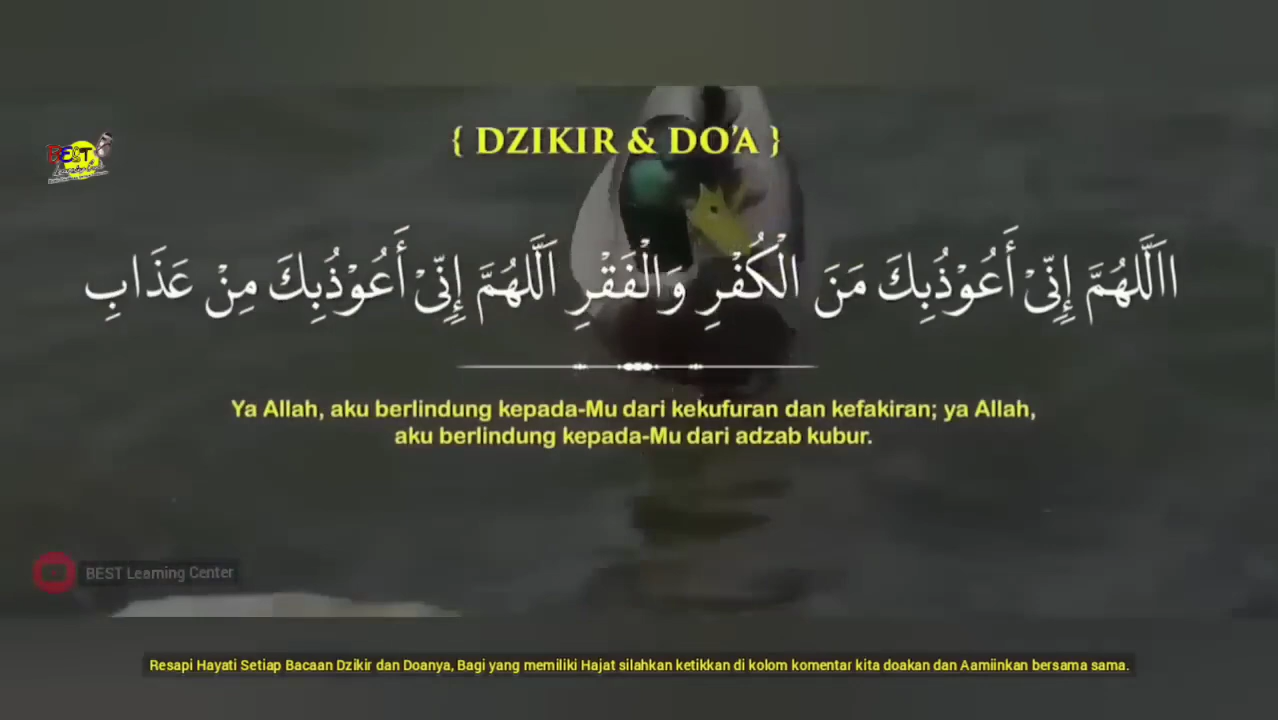 { DZIKIR & DO'A }
BEST
ااَللَّهُمَّ إِنِّىْ أَعُوْذُبِكَ مَنَ الْكُفْرِ وَالْفَقْرِ اَللَّهُمَّ إِنِّىْ أَعُوْذُبِكَ مِنْ عَذَابِ
Ya Allah, aku berlindung kepada-Mu dari kekufuran dan kefakiran; ya Allah,
aku berlindung kepada-Mu dari adzab kubur.
BEST Learning Center
Resapi Hayati Setiap Bacaan Dzikir dan Doanya, Bagi yang memiliki Hajat silahkan ketikkan di kolom komentar kita doakan dan Aamiinkan bersama sama.